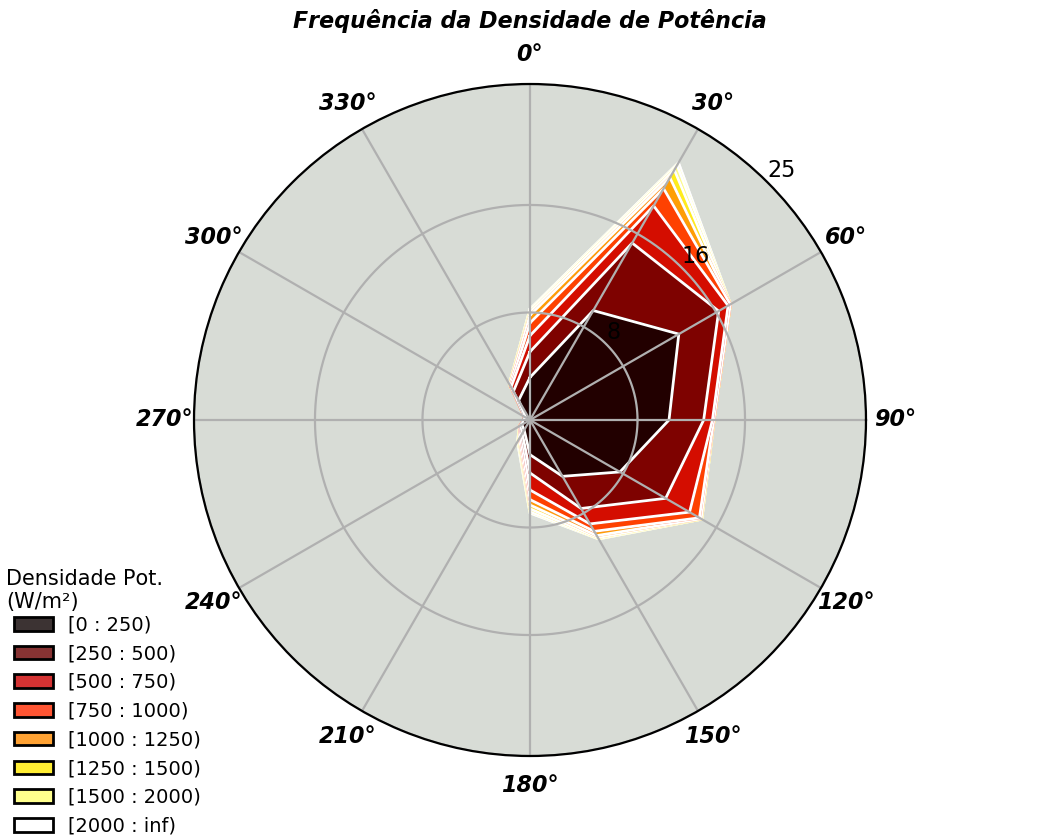 Frequência da Densidade de Potência
0°
330°
30°
25
300°
60°
16
8
270°
90°
240°
120°
210°
150°
180°
Densidade Pot.
(W/m²)
[0 : 250)
[250 : 500)
[500 : 750)
[750 : 1000)
[1000 : 1250)
[1250 : 1500)
[1500 : 2000)
[2000 : inf)